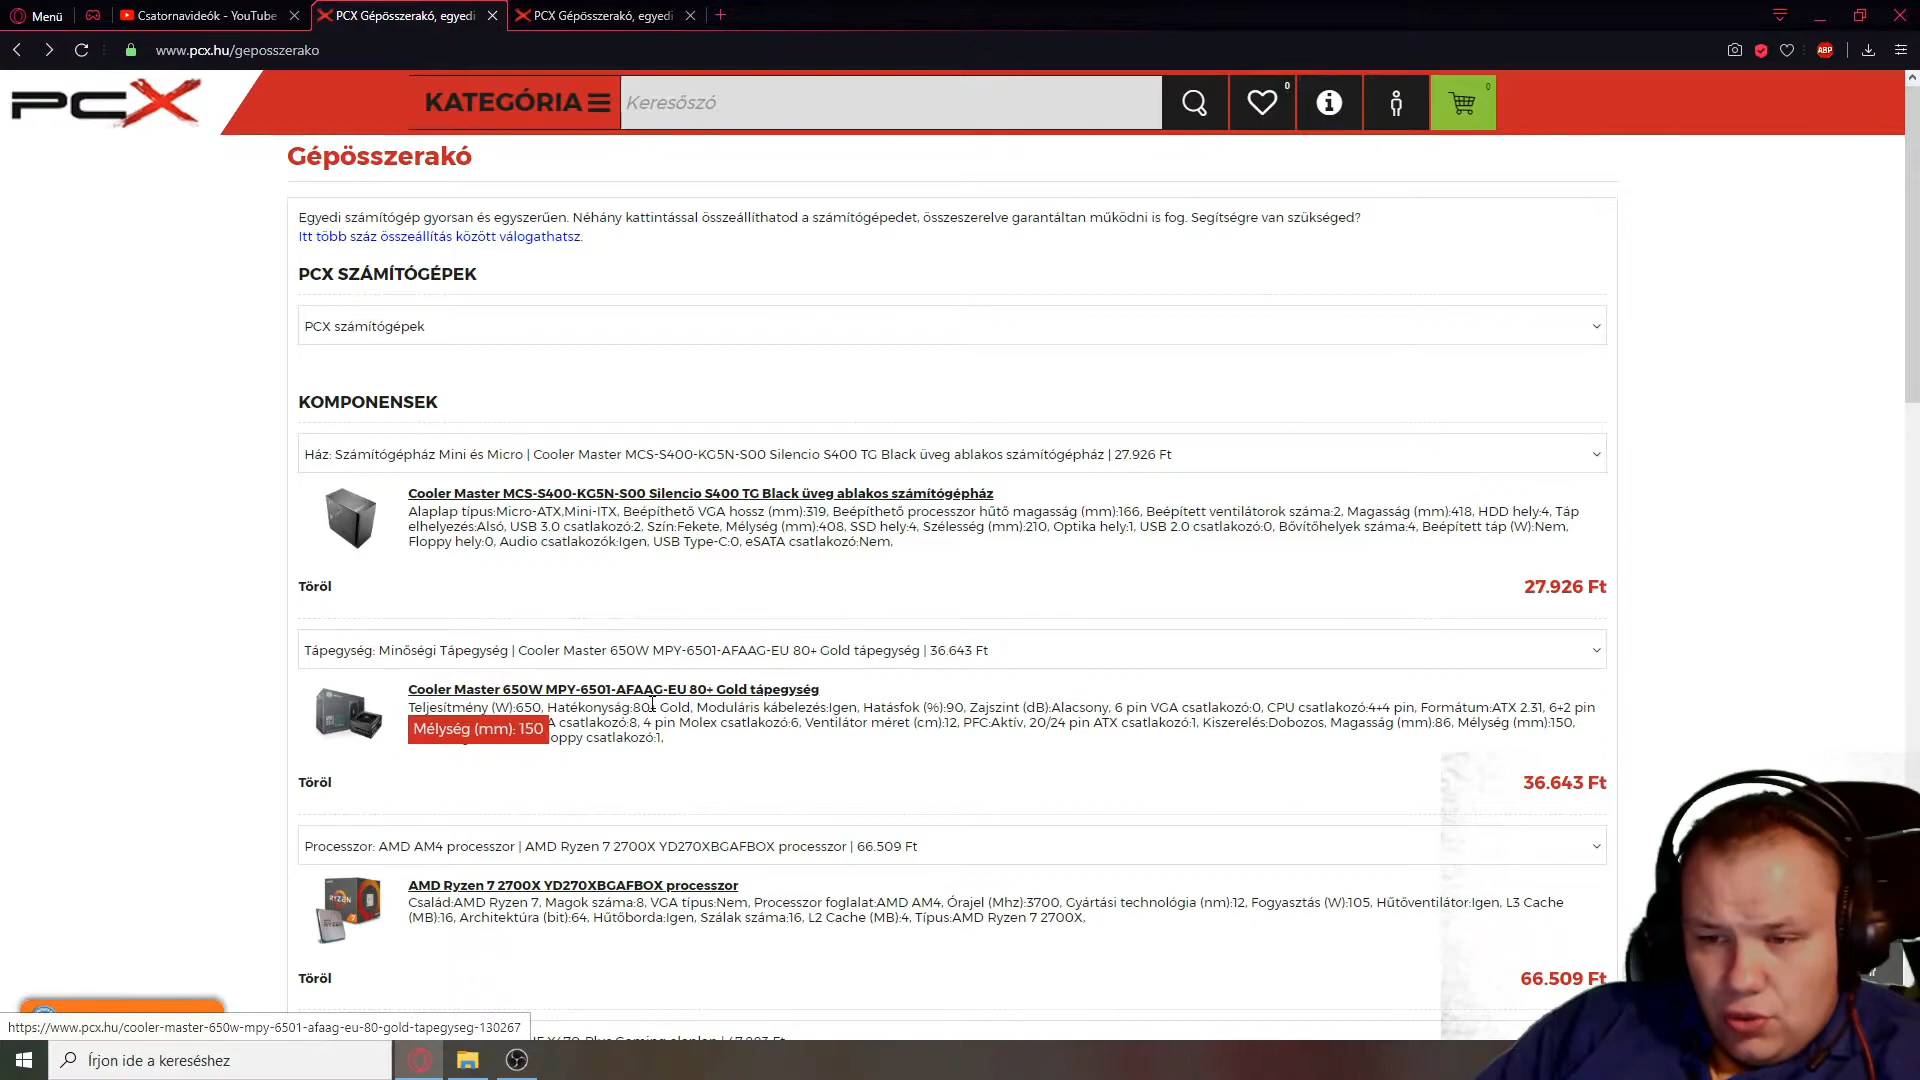 Menü
Csatornavideók - YouTube
PCX Gépösszerakó, egyedi
PCX Gépösszerakó, egyedi
www.pcx.hu/geposszerako
ABP
PCX
KATEGÓRIA
Keresőszó
0
0
Gépösszerakó
Egyedi számítógép gyorsan és egyszerűen. Néhány kattintással összeállíthatod a számítógépedet, összeszerelve garantáltan működni is fog. Segítségre van szükséged?
Itt több száz összeállítás között válogathatsz.
PCX SZÁMÍTÓGÉPEK
PCX számítógépek
KOMPONENSEK
Ház: Számítógépház Mini és Micro | Cooler Master MCS-S400-KG5N-S00 Silencio S400 TG Black üveg ablakos számítógépház | 27.926 Ft
Cooler Master MCS-S400-KG5N-S00 Silencio S400 TG Black üveg ablakos számítógépház
Alaplap típus:Micro-ATX,Mini-ITX, Beépíthető VGA hossz (mm):319, Beépíthető processzor hűtő magasság (mm):166, Beépített ventilátorok száma:2, Magasság (mm):418, HDD hely:4, Táp
elhelyezés:Alsó, USB 3.0 csatlakozó:2, Szín:Fekete, Mélység (mm):408, SSD hely:4, Szélesség (mm):210, Optika hely:1, USB 2.0 csatlakozó:0, Bővítőhelyek száma:4, Beépített táp (W):Nem,
Floppy hely:0, Audio csatlakozók:Igen, USB Type-C:0, eSATA csatlakozó:Nem,
Töröl
27.926 Ft
Tápegység: Minőségi Tápegység | Cooler Master 650W MPY-6501-AFAAG-EU 80+ Gold tápegység | 36.643 Ft
Cooler Master 650W MPY-6501-AFAAG-EU 80+ Gold tápegység
Teljesítmény (W):650, Hatékonyság:80+ Gold, Moduláris kábelezés:Igen, Hatásfok (%):90, Zajszint (dB):Alacsony, 6 pin VGA csatlakozó:0, CPU csatlakozó:4+4 pin, Formátum:ATX 2.31, 6+2 pin
Mélység (mm): 150
A csatlakozó:8, 4 pin Molex csatlakozó:6, Ventilátor méret (cm):12, PFC:Aktív, 20/24 pin ATX csatlakozó:1, Kiszerelés:Dobozos, Magasság (mm):86, Mélység (mm):150,
oppy csatlakozó:1,
Töröl
36.643 Ft
Processzor: AMD AM4 processzor | AMD Ryzen 7 2700X YD270XBGAFBOX processzor | 66.509 Ft
RYZEN
AMD Ryzen 7 2700X YD270XBGAFBOX processzor
Család:AMD Ryzen 7, Magok száma:8, VGA típus:Nem, Processzor foglalat:AMD AM4, Órajel (Mhz):3700, Gyártási technológia (nm):12, Fogyasztás (W):105, Hűtőventilátor:Igen, L3 Cache
(MB):16, Architektúra (bit):64, Hűtőborda:Igen, Szálak száma:16, L2 Cache (MB):4, Típus:AMD Ryzen 7 2700X,
Töröl
66.509 Ft
https://www.pcx.hu/cooler-master-650w-mpy-6501-afaag-eu-80-gold-tapegyseg-130267
Írjon ide a kereséshez